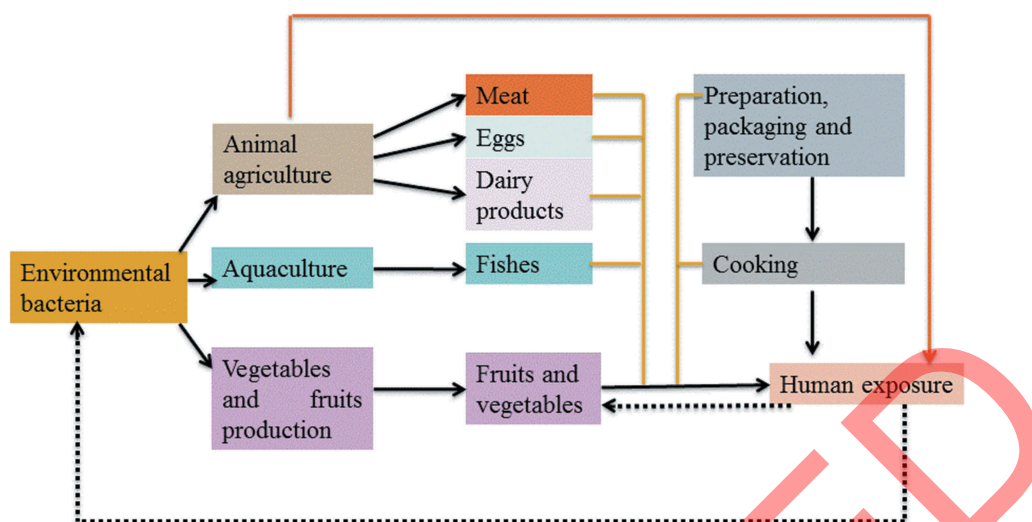 Meat
Preparation,
packaging and
preservation
Animal
agriculture
Eggs
Dairy
products
Environmental
bacteria
Aquaculture
Fishes
Cooking
Vegetables
and fruits
production
Fruits and
vegetables
Human exposure